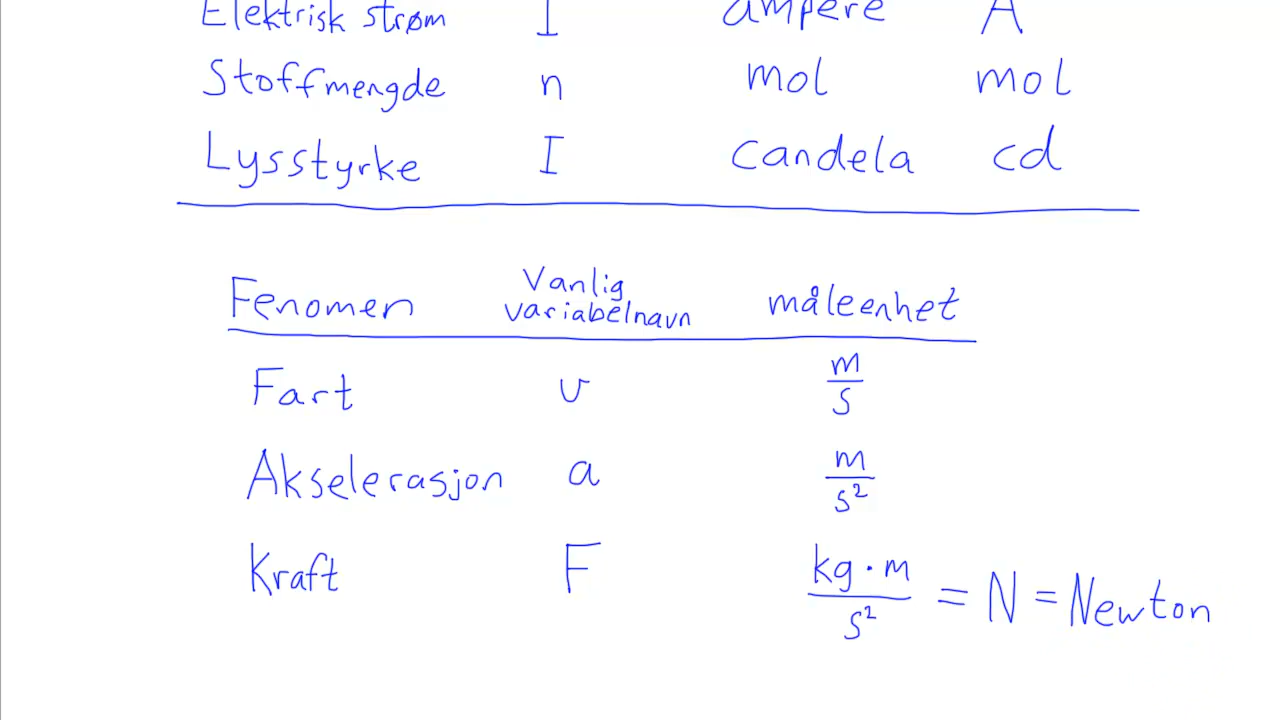 Elektrisk strøm I ampere A
Stoffmengde n mol mol
Lysstyrke I candela cd
Fenomen Vanlig variabelnavn måleenhet
Fart v m/s
Akselerasjon a m/s²
Kraft F kg·m/s² = N = Newton